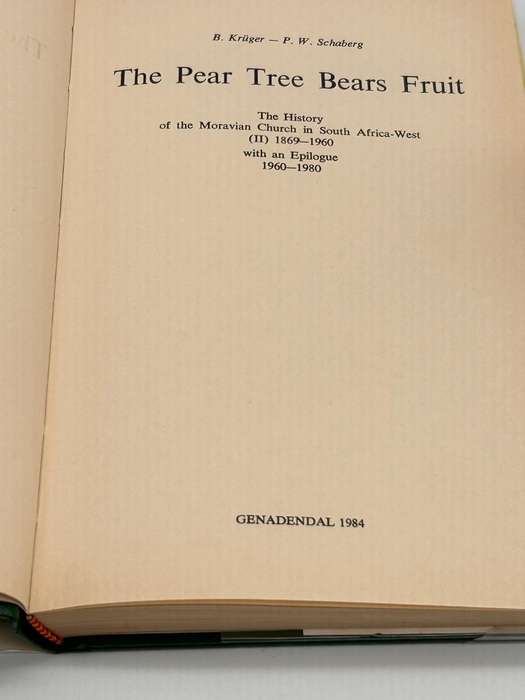 B. Krüger — P. W. Schaberg
The Pear Tree Bears Fruit
The History
of the Moravian Church in South Africa-West
(II) 1869—1960
with an Epilogue
1960—1980
GENADENDAL 1984